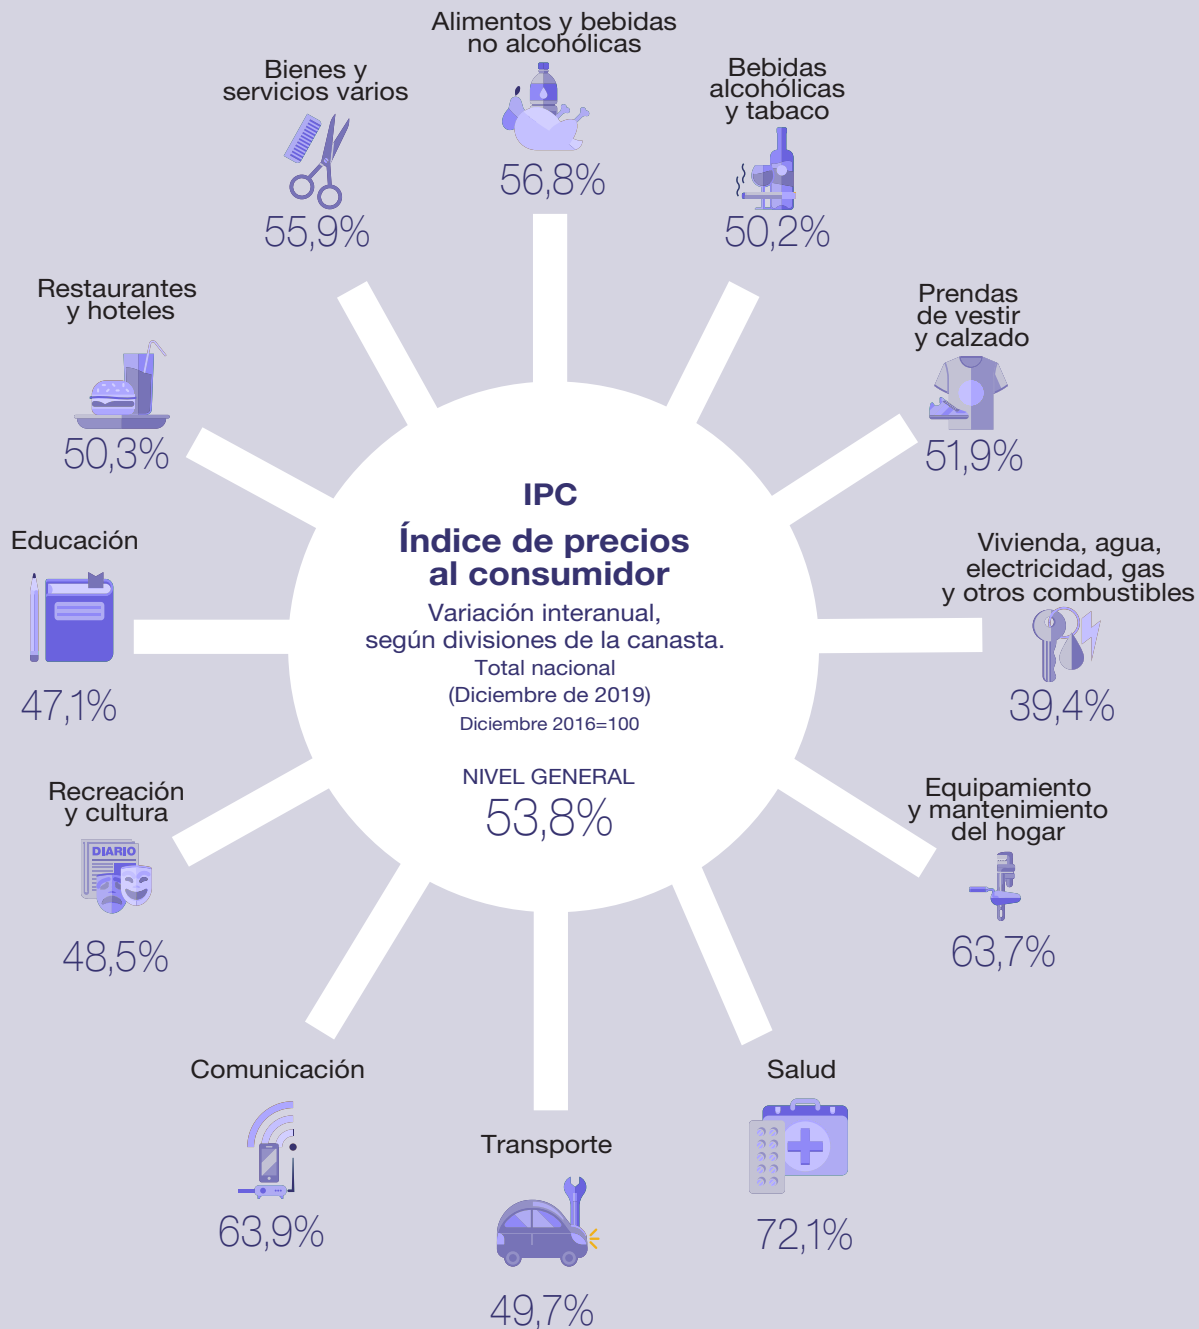 Alimentos y bebidas
no alcohólicas
56,8%
Bebidas
alcohólicas
y tabaco
50,2%
Prendas
de vestir
y calzado
51,9%
Vivienda, agua,
electricidad, gas
y otros combustibles
39,4%
Equipamiento
y mantenimiento
del hogar
63,7%
Salud
72,1%
Transporte
49,7%
Comunicación
63,9%
Recreación
y cultura
DIARIO
48,5%
Educación
47,1%
Restaurantes
y hoteles
50,3%
Bienes y
servicios varios
55,9%
IPC
Índice de precios
al consumidor
Variación interanual,
según divisiones de la canasta.
Total nacional
(Diciembre de 2019)
Diciembre 2016=100
NIVEL GENERAL
53,8%